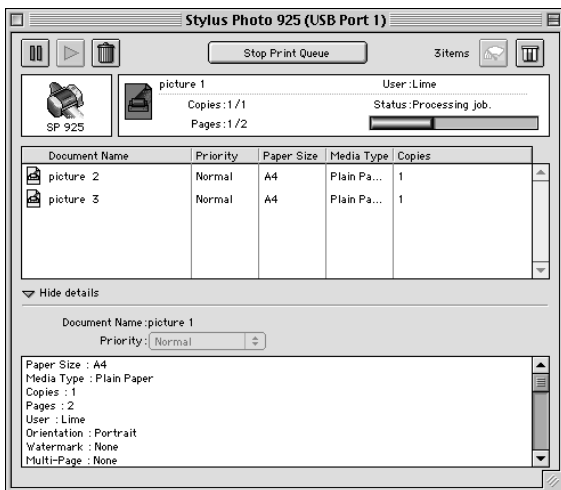 Stylus Photo 925 (USB Port 1)
Stop Print Queue
3items
SP 925
picture 1
User:Lime
Copies:1/1
Status:Processing job.
Pages:1/2
Document Name Priority Paper Size Media Type Copies
picture 2 Normal A4 Plain Pa... 1
picture 3 Normal A4 Plain Pa... 1
Hide details
Document Name:picture 1
Priority: Normal
Paper Size : A4
Media Type : Plain Paper
Copies : 1
Pages : 2
User : Lime
Orientation : Portrait
Watermark : None
Multi-Page : None